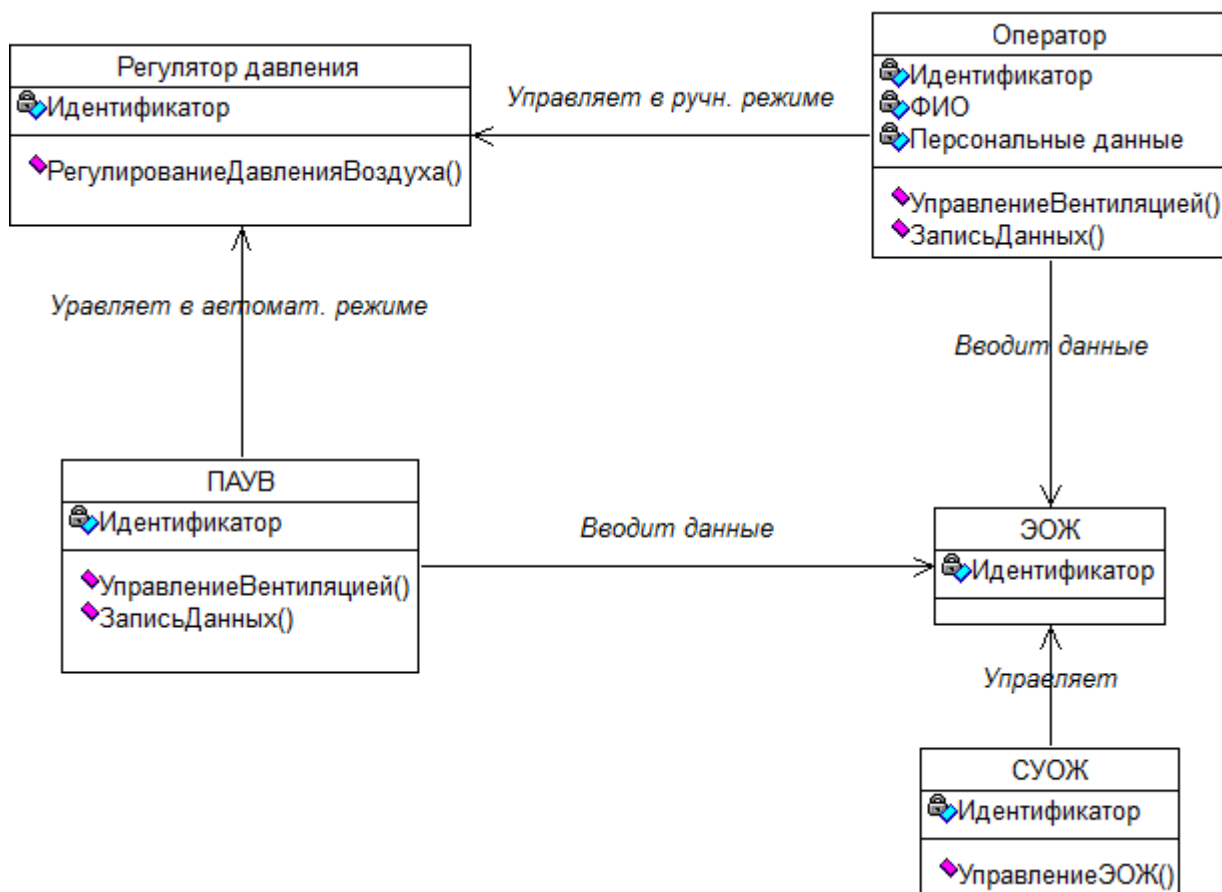 Регулятор давления
Идентификатор
РегулированиеДавленияВоздуха()
Управляет в ручн. режиме
Оператор
Идентификатор
ФИО
Персональные данные
УправлениеВентиляцией()
ЗаписьДанных()
Уравляет в автомат. режиме
Вводит данные
ПАУВ
Идентификатор
УправлениеВентиляцией()
ЗаписьДанных()
Вводит данные
ЭОЖ
Идентификатор
Управляет
СУОЖ
Идентификатор
УправлениеЭОЖ()